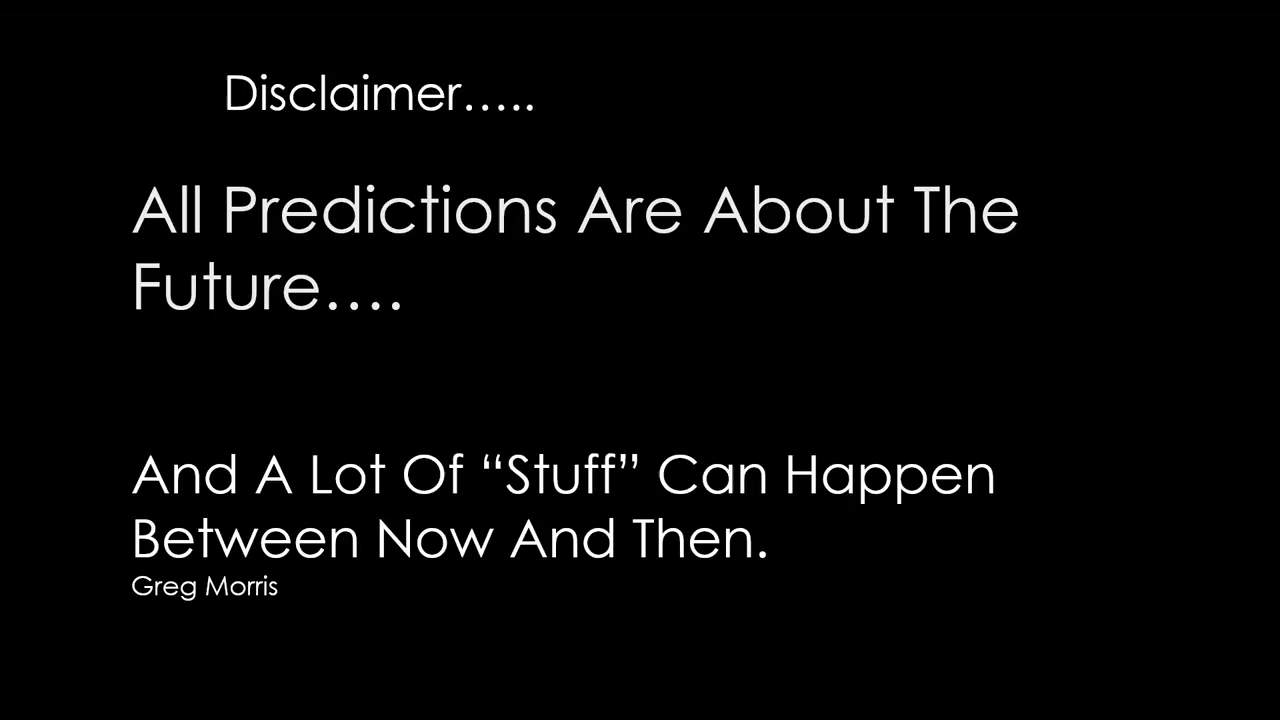 Disclaimer…..
All Predictions Are About The
Future….
And A Lot Of “Stuff” Can Happen
Between Now And Then.
Greg Morris